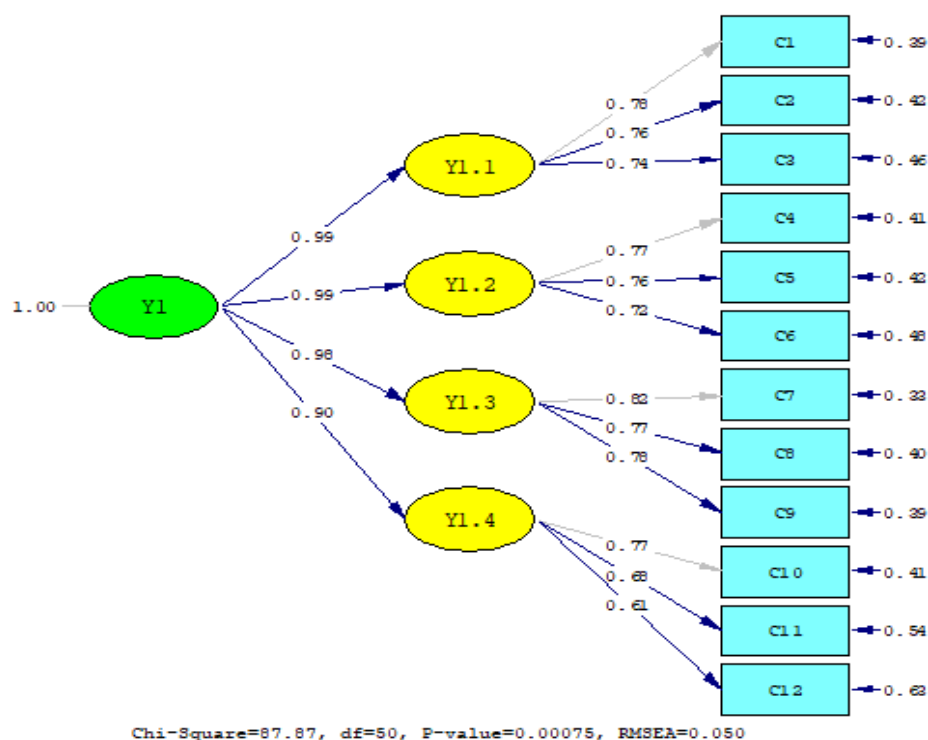 C1
0.39
0.78
C2
0.42
0.76
Y1.1
0.74
C3
0.46
C4
0.41
0.99
0.77
Y1.2
0.76
C5
0.42
0.99
0.72
1.00
Y1
C6
0.48
0.98
0.82
C7
0.33
Y1.3
0.77
0.90
0.78
C8
0.40
C9
0.39
Y1.4
0.77
C10
0.41
0.68
0.61
C11
0.54
C12
0.63
Chi-Square=87.87, df=50, P-value=0.00075, RMSEA=0.050